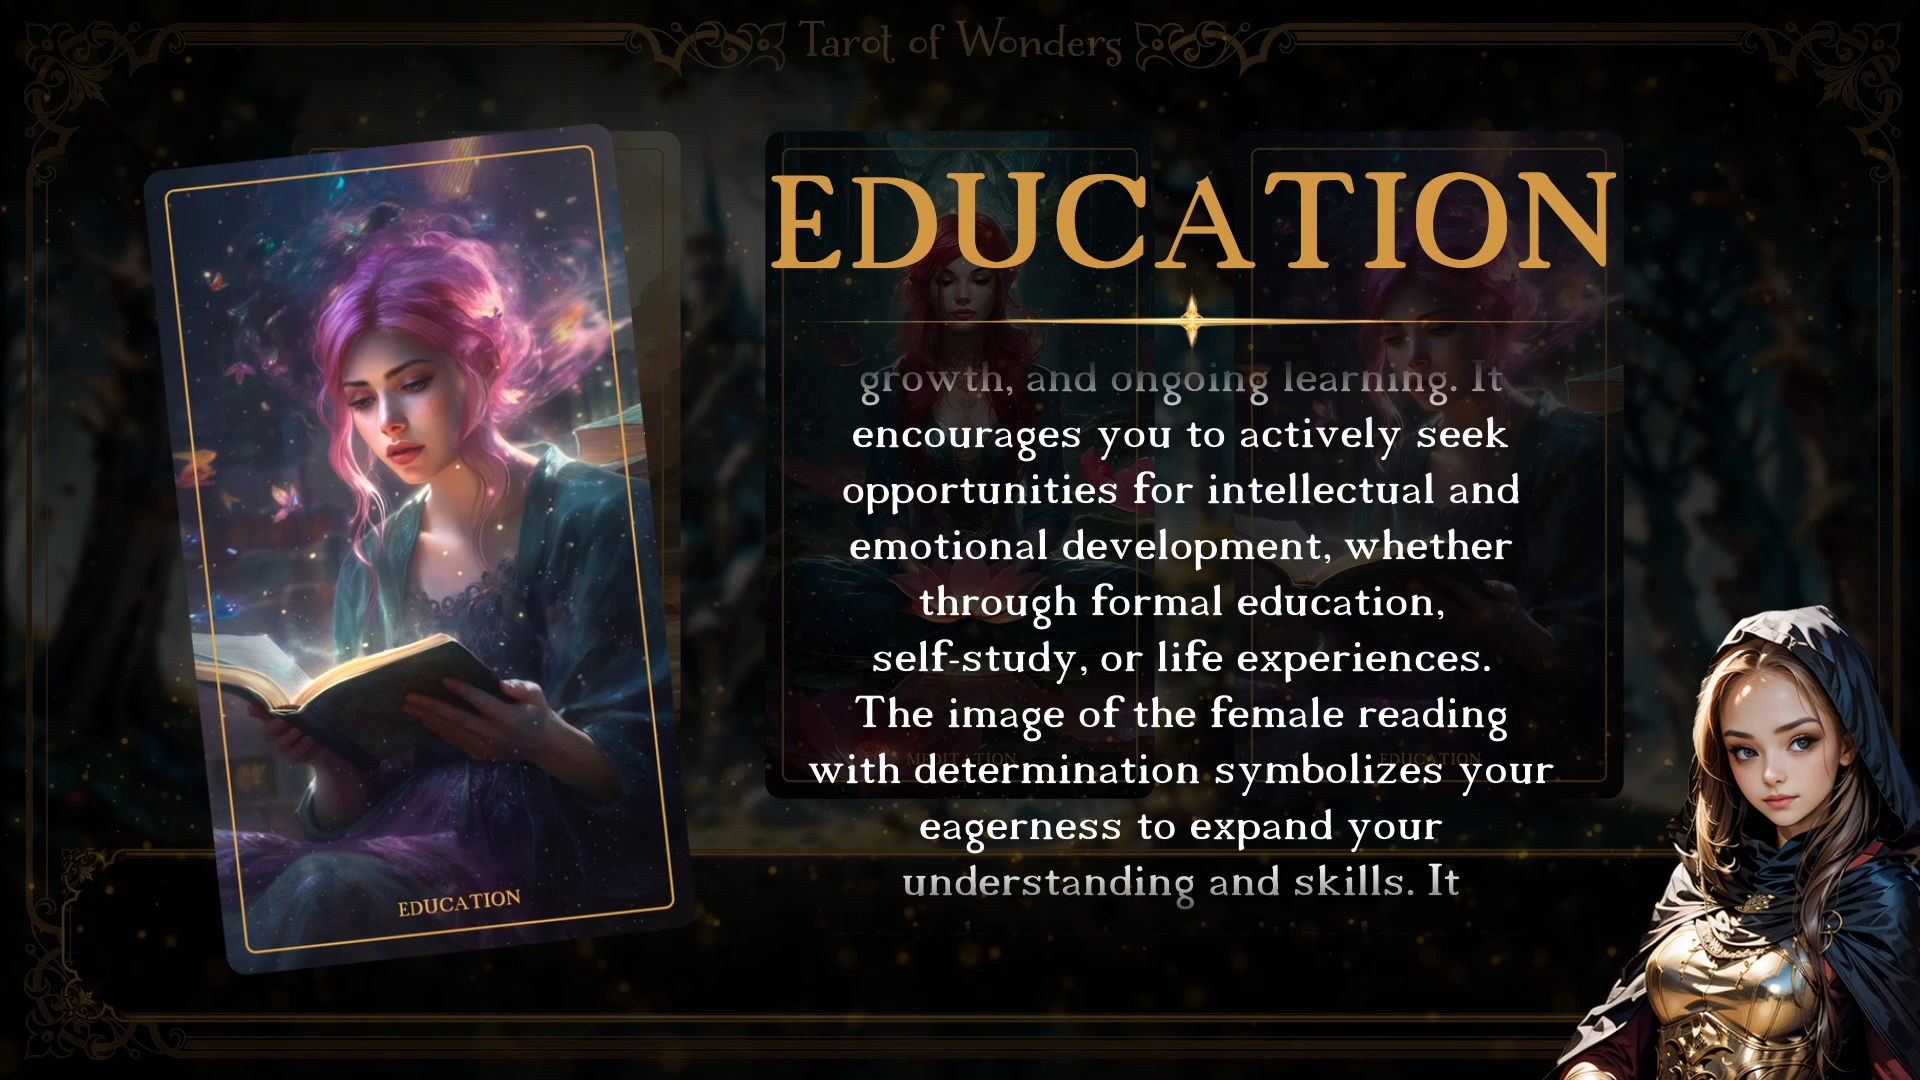 Tarot of Wonders
EDUCATION
growth, and ongoing learning. It
encourages you to actively seek
opportunities for intellectual and
emotional development, whether
through formal education,
self-study, or life experiences.
The image of the female reading
with determination symbolizes your
eagerness to expand your
understanding and skills. It
EDUCATION
MEDITATION
EDUCATION